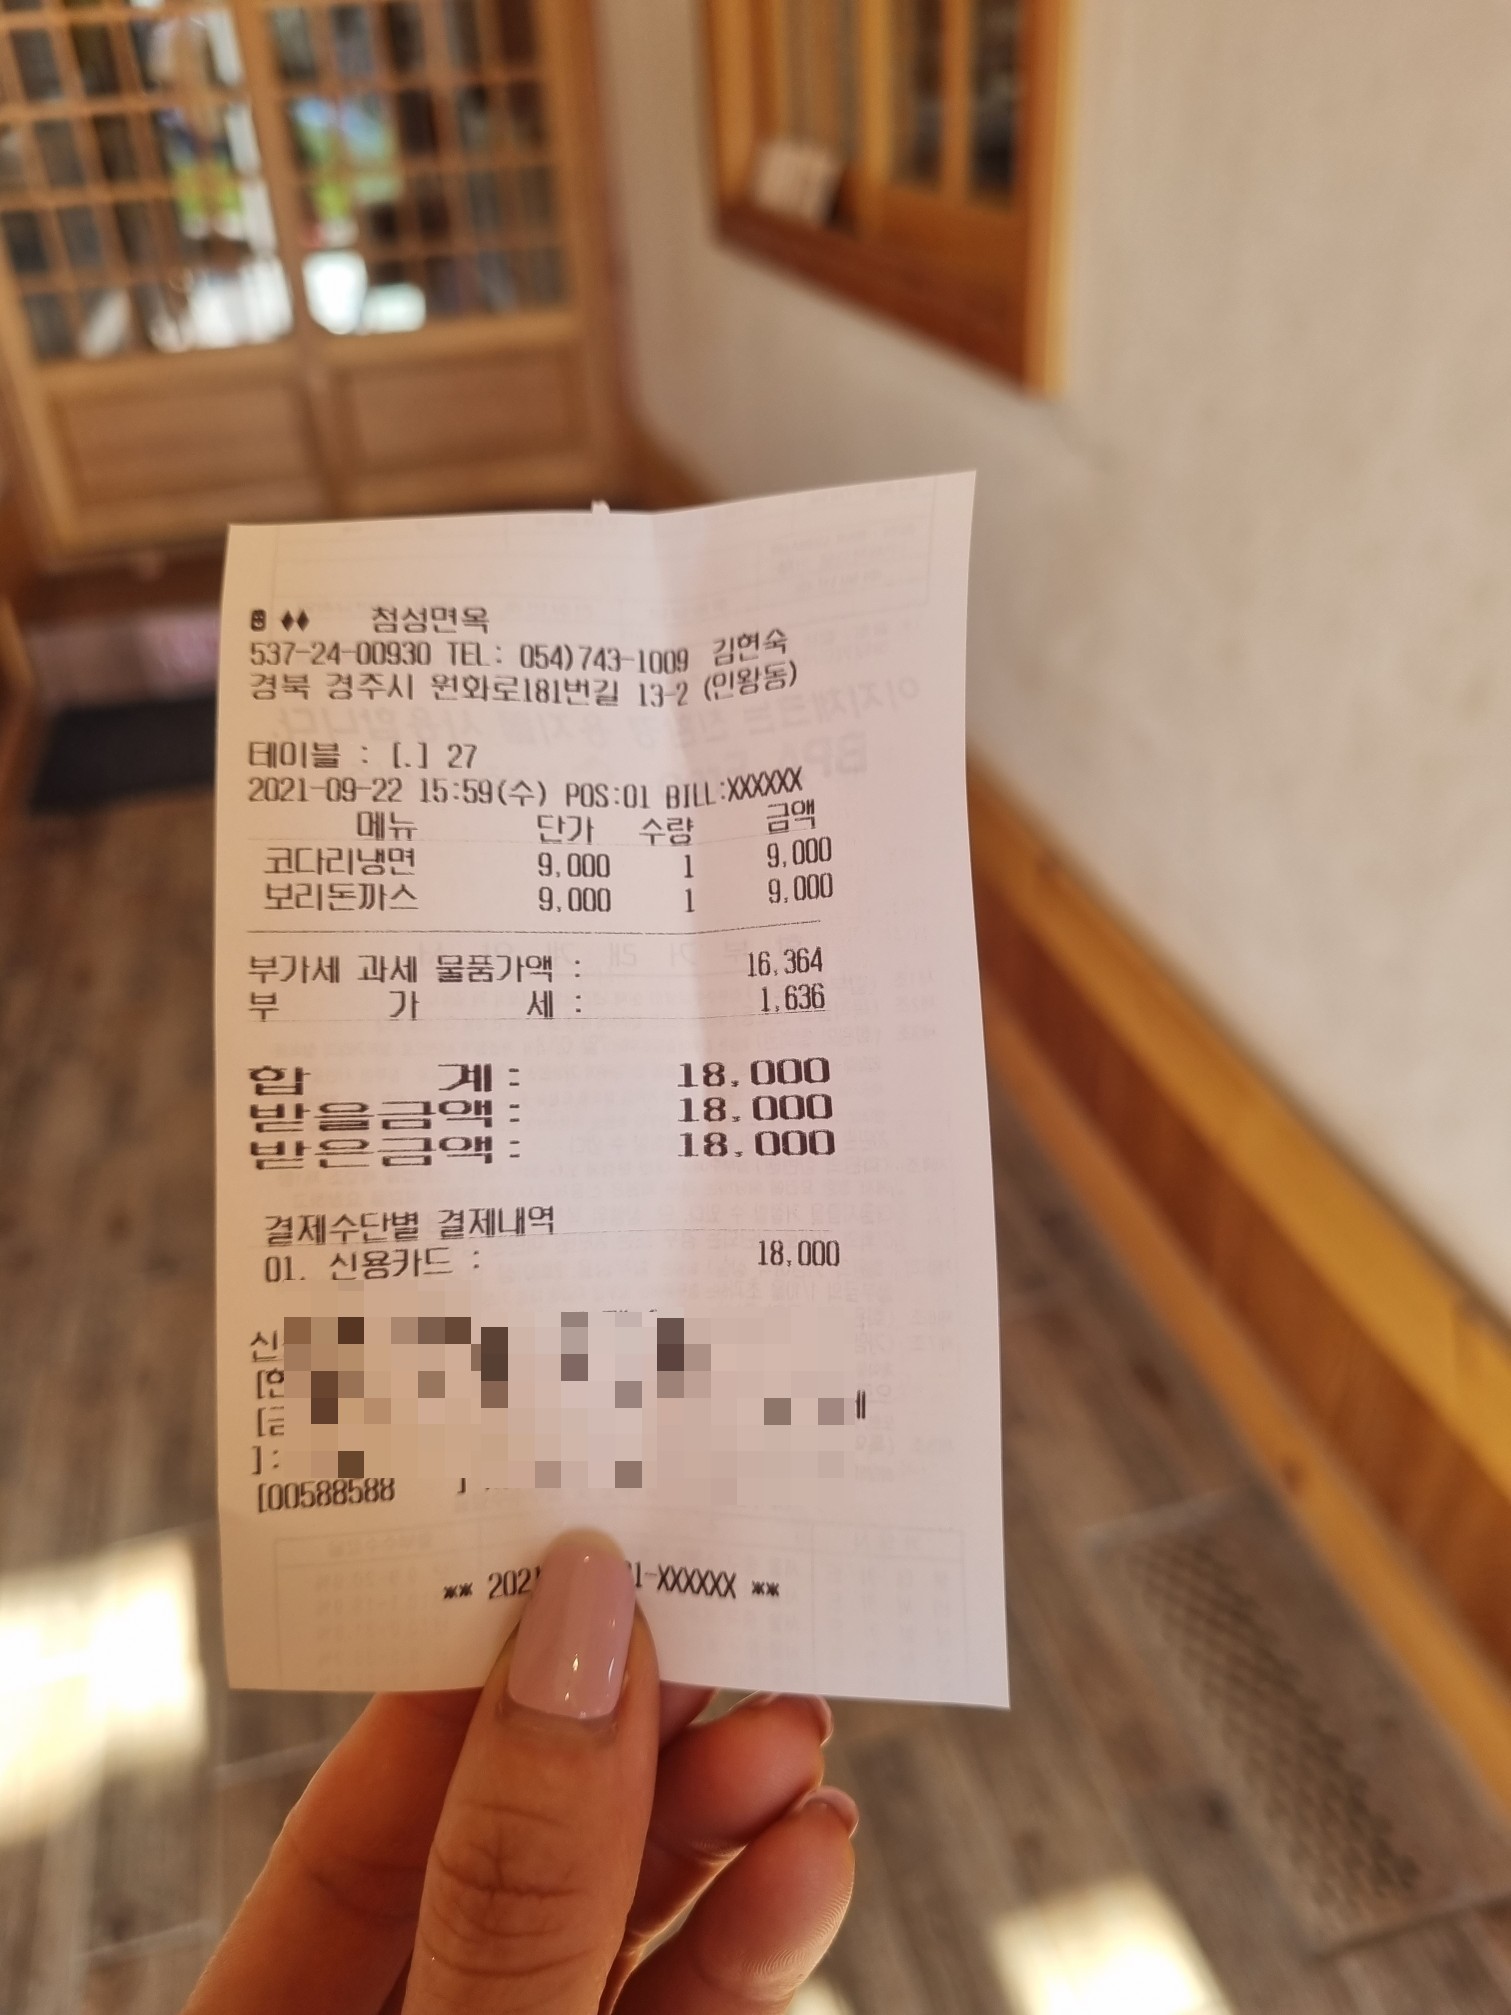 첨성면옥
537-24-00930 TEL: 054)743-1009 김현숙
경북 경주시 원화로181번길 13-2 (인왕동)
테이블 : [.] 27
2021-09-22 15:59(수) POS:01 BILL:XXXXXX
메뉴 단가 수량 금액
코다리냉면 9,000 1 9,000
보리돈까스 9,000 1 9,000
부가세 과세 물품가액 : 16,364
부 가 세 : 1,636
합 계 : 18,000
받을금액 : 18,000
받은금액 : 18,000
결제수단별 결제내역
01. 신용카드 : 18,000
] :
[00588588 ]